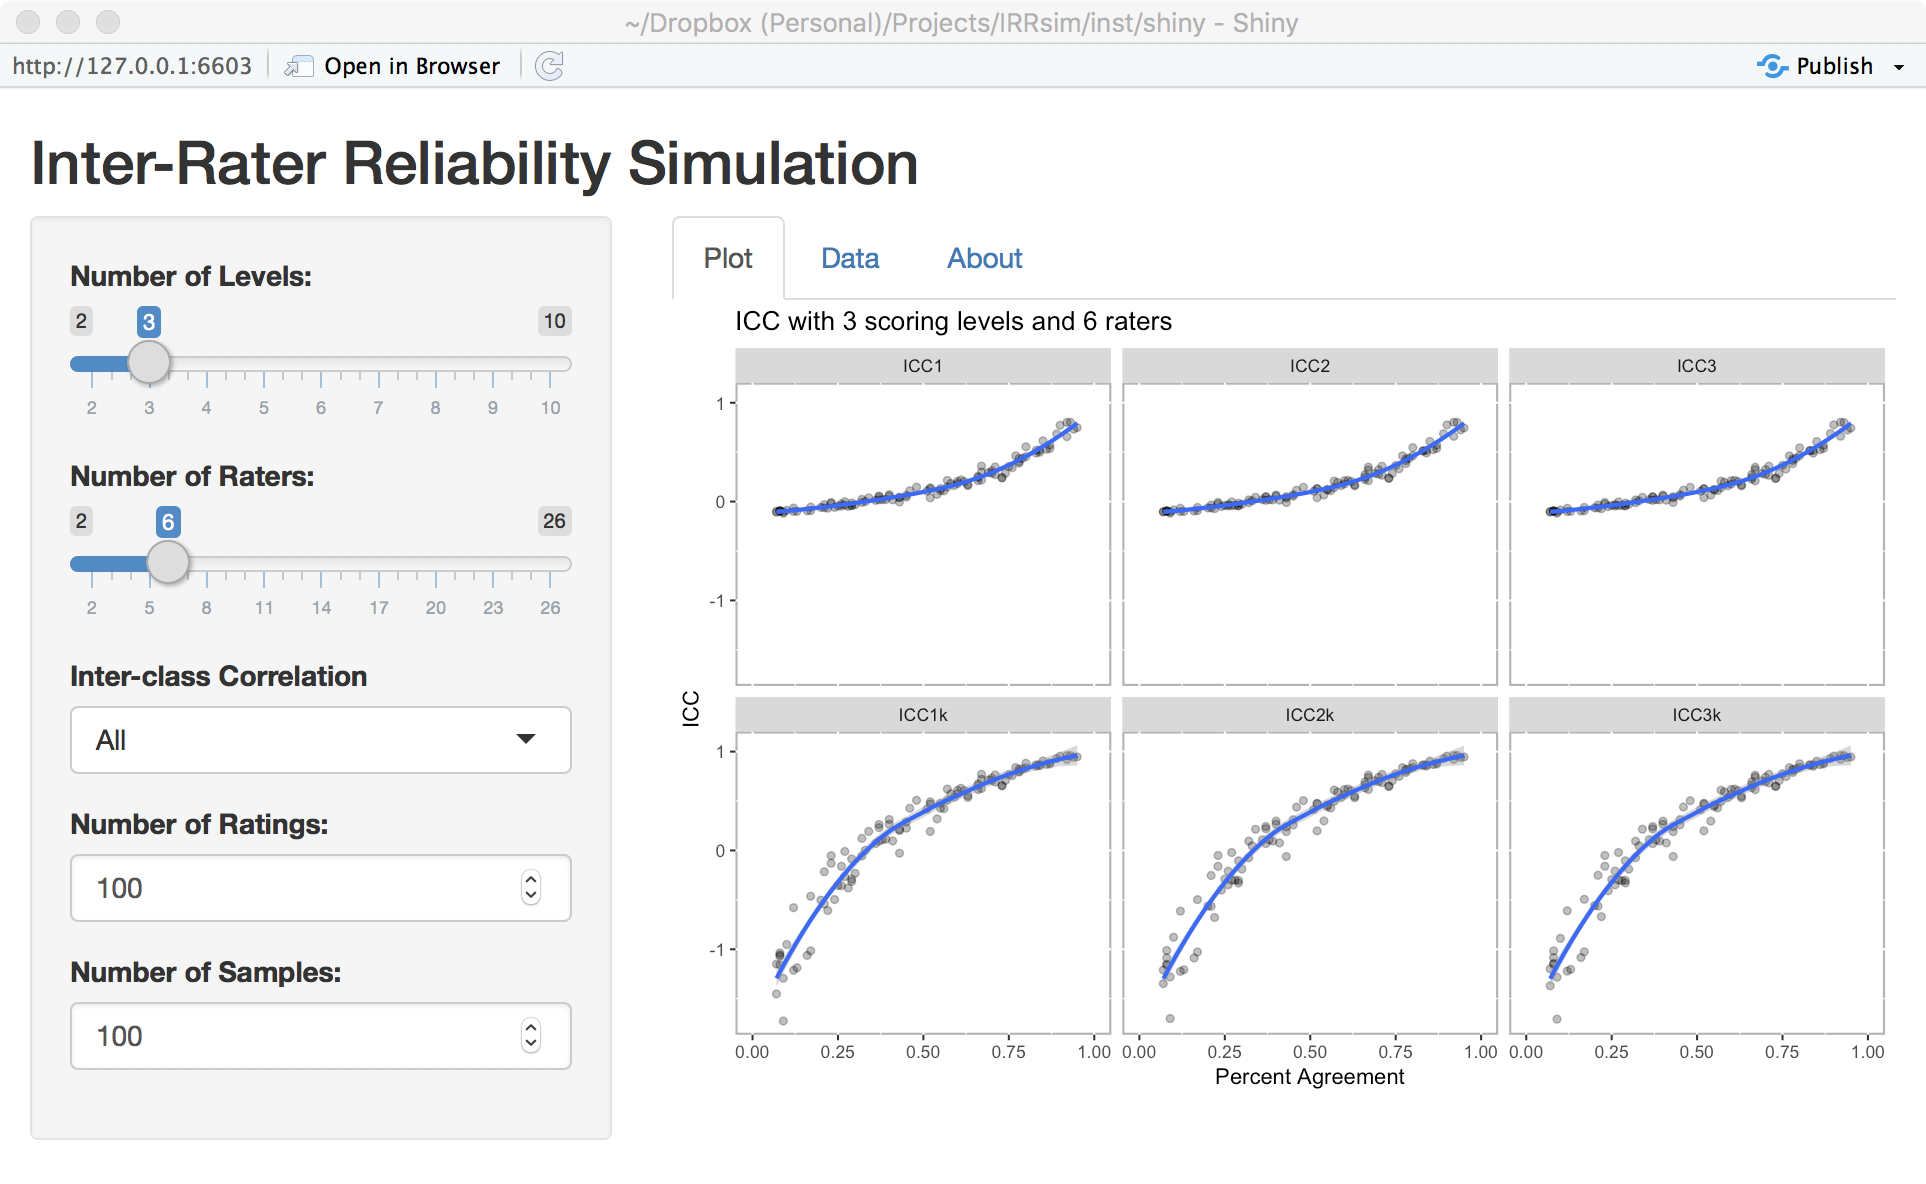 ~/Dropbox (Personal)/Projects/IRRsim/inst/shiny - Shiny
http://127.0.0.1:6603 Open in Browser Publish
Inter-Rater Reliability Simulation
Number of Levels:
2 3 10
2 3 4 5 6 7 8 9 10
Number of Raters:
2 6 26
2 5 8 11 14 17 20 23 26
Inter-class Correlation
All
Number of Ratings:
100
Number of Samples:
100
Plot Data About
ICC with 3 scoring levels and 6 raters
ICC1 ICC2 ICC3
1
0
-1
ICC
ICC1k ICC2k ICC3k
1
0
-1
0.00 0.25 0.50 0.75 1.00 0.00 0.25 0.50 0.75 1.00 0.00 0.25 0.50 0.75 1.00
Percent Agreement